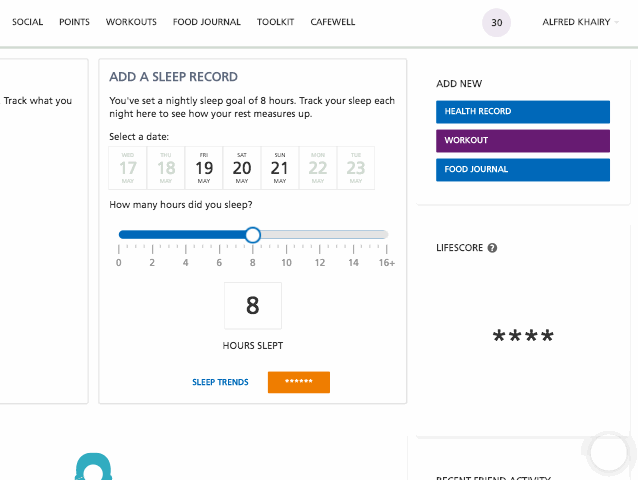 SOCIAL POINTS WORKOUTS FOOD JOURNAL TOOLKIT CAFEWELL 30 ALFRED KHAIRY
Track what you
ADD A SLEEP RECORD
You've set a nightly sleep goal of 8 hours. Track your sleep each
night here to see how your rest measures up.
Select a date:
WED THU FRI SAT SUN MON TUE
17 18 19 20 21 22 23
MAY MAY MAY MAY MAY MAY MAY
How many hours did you sleep?
0 2 4 6 8 10 12 14 16+
8
HOURS SLEPT
SLEEP TRENDS ******
ADD NEW
HEALTH RECORD
WORKOUT
FOOD JOURNAL
LIFESCORE ?
****
RECENT FRIEND ACTIVITY